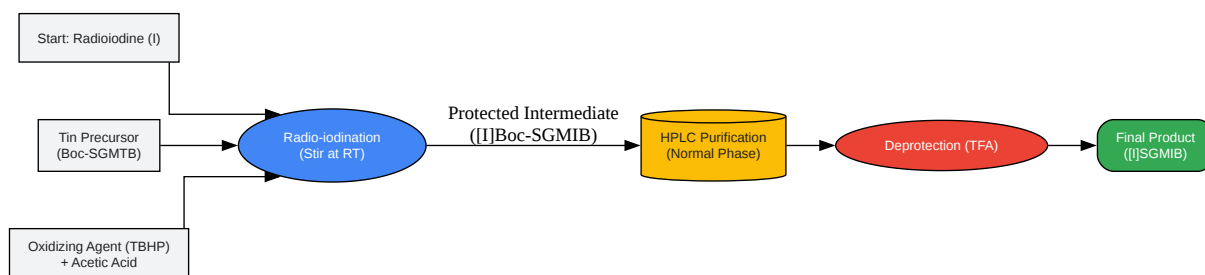 Start: Radioiodine (I)
Tin Precursor
(Boc-SGMTB)
Oxidizing Agent (TBHP)
+ Acetic Acid
Radio-iodination
(Stir at RT)
Protected Intermediate
([I]Boc-SGMIB)
HPLC Purification
(Normal Phase)
Deprotection (TFA)
Final Product
([I]SGMIB)